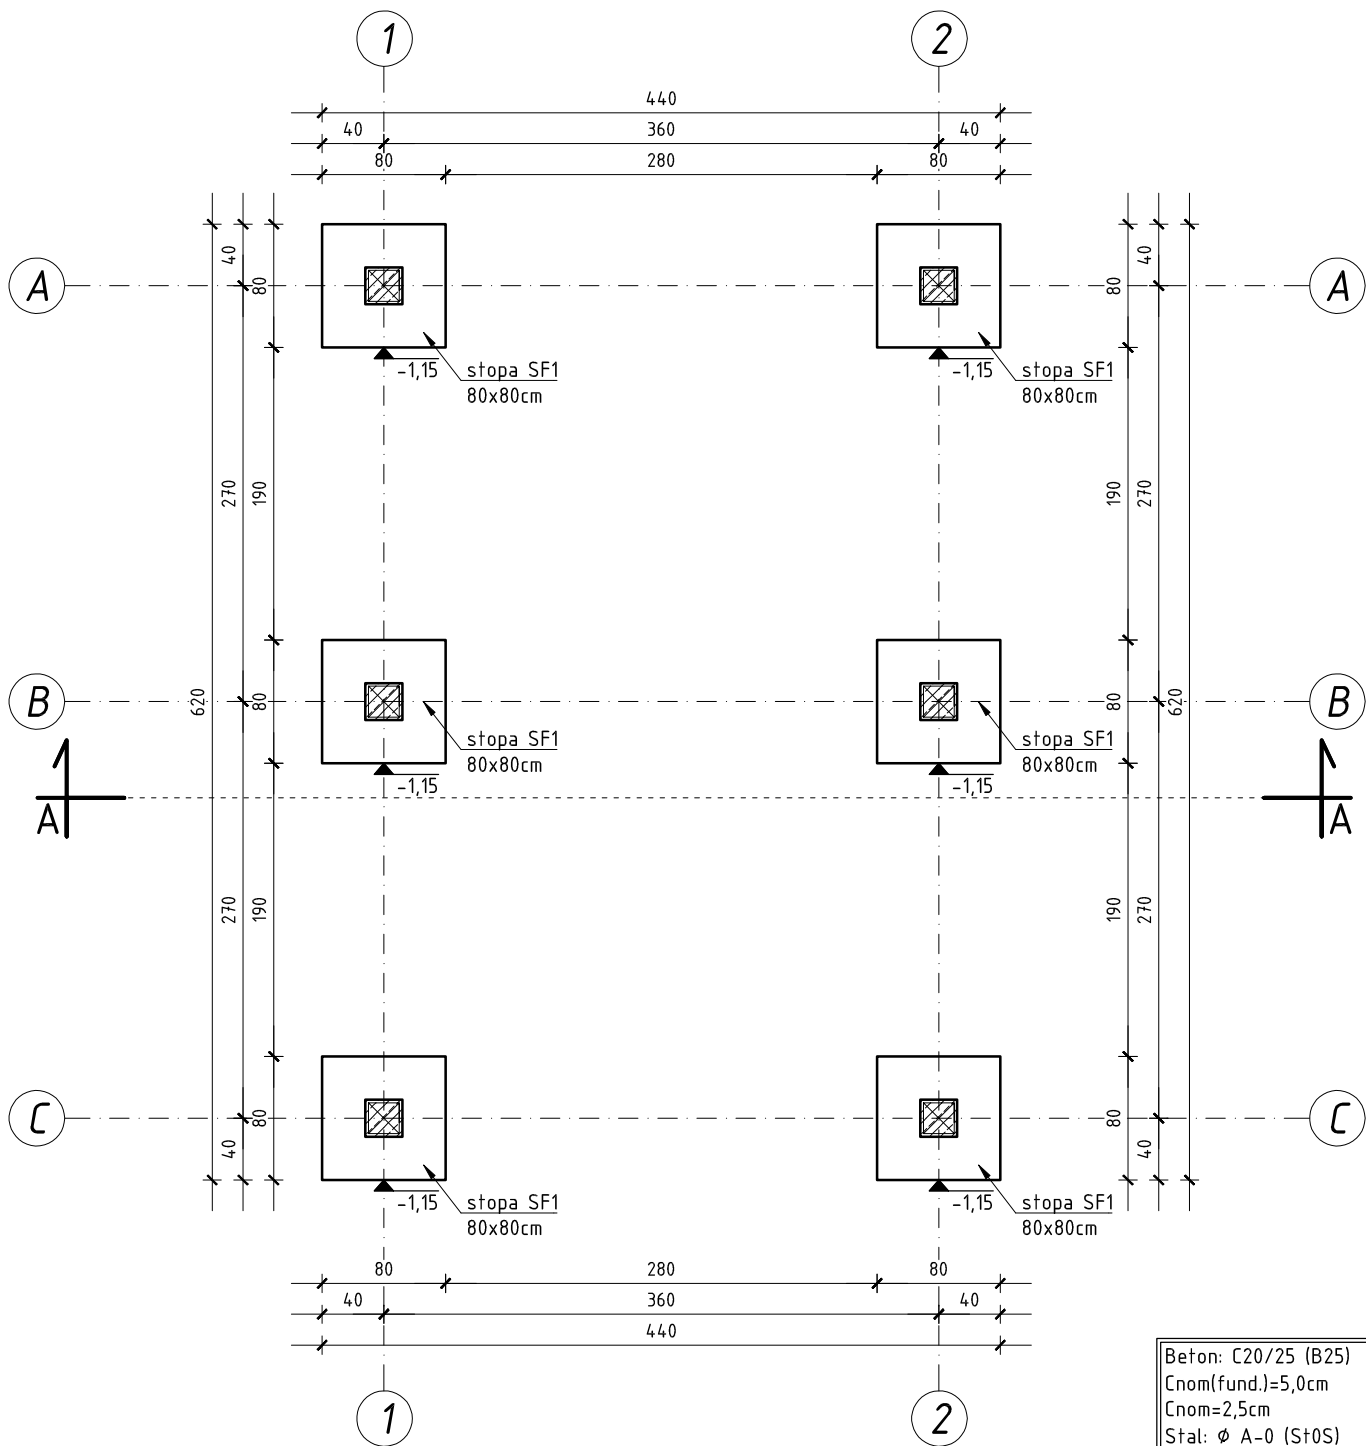 1 2
440
40 360 40
80 280 80
A A
40 80 80 40
stopa SF1 stopa SF1
80x80cm 80x80cm
-1,15 -1,15
270 190 190 270
B B
620 80 80 620
stopa SF1 stopa SF1
80x80cm 80x80cm
-1,15 -1,15
A A
270 190 190 270
C C
80 80
40 40
stopa SF1 stopa SF1
80x80cm 80x80cm
-1,15 -1,15
80 280 80
40 360 40
440
1 2
Beton: C20/25 (B25)
Cnom(fund.)=5,0cm
Cnom=2,5cm
Stal: ϕ A-0 (St0S)